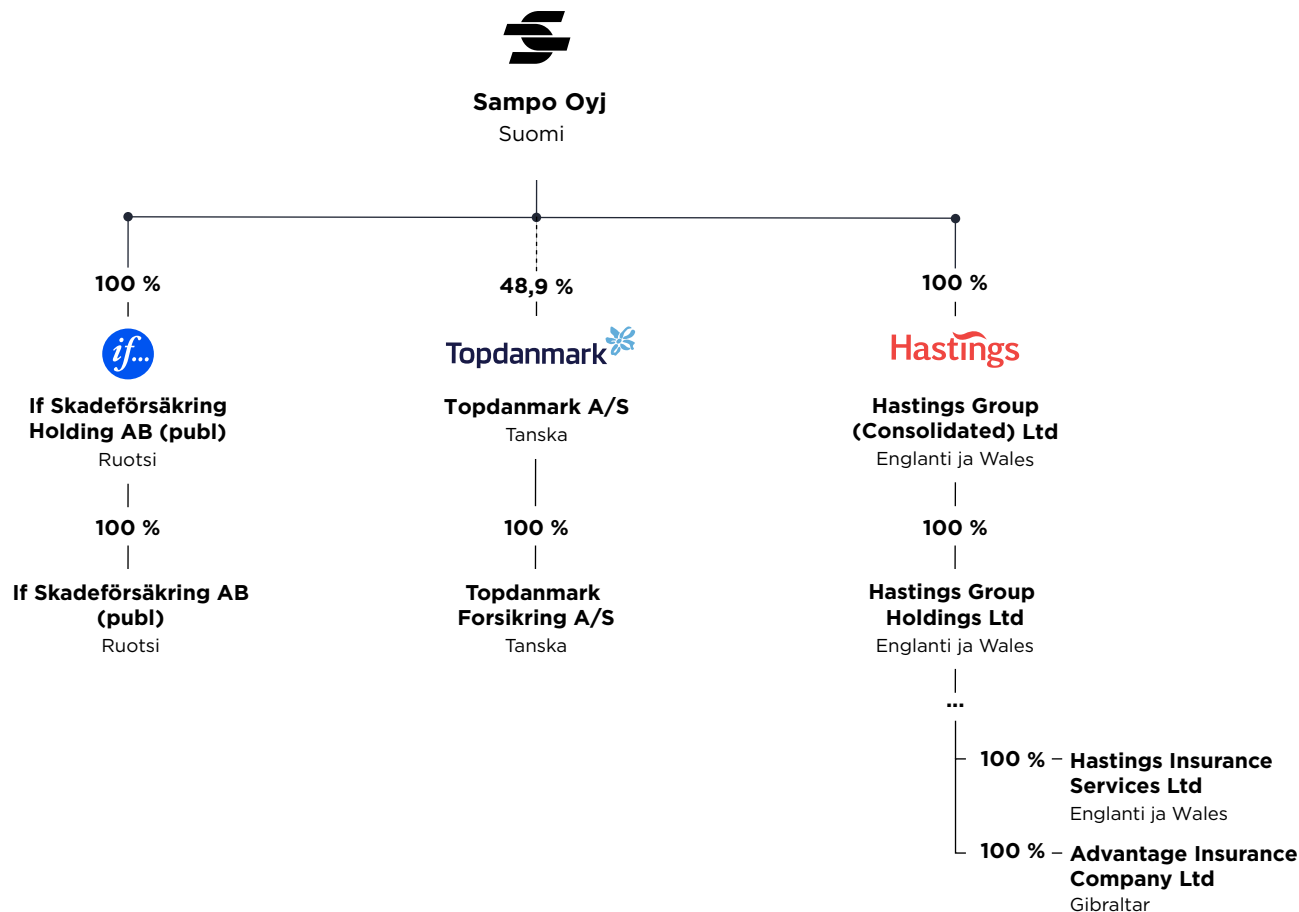 Sampo Oyj
Suomi
100 %
48,9 %
100 %
if...
Topdanmark
Hastings
If Skadeförsäkring
Holding AB (publ)
Ruotsi
Topdanmark A/S
Tanska
Hastings Group
(Consolidated) Ltd
Englanti ja Wales
100 %
100 %
100 %
If Skadeförsäkring AB
(publ)
Ruotsi
Topdanmark
Forsikring A/S
Tanska
Hastings Group
Holdings Ltd
Englanti ja Wales
...
100 %
Hastings Insurance
Services Ltd
Englanti ja Wales
100 %
Advantage Insurance
Company Ltd
Gibraltar